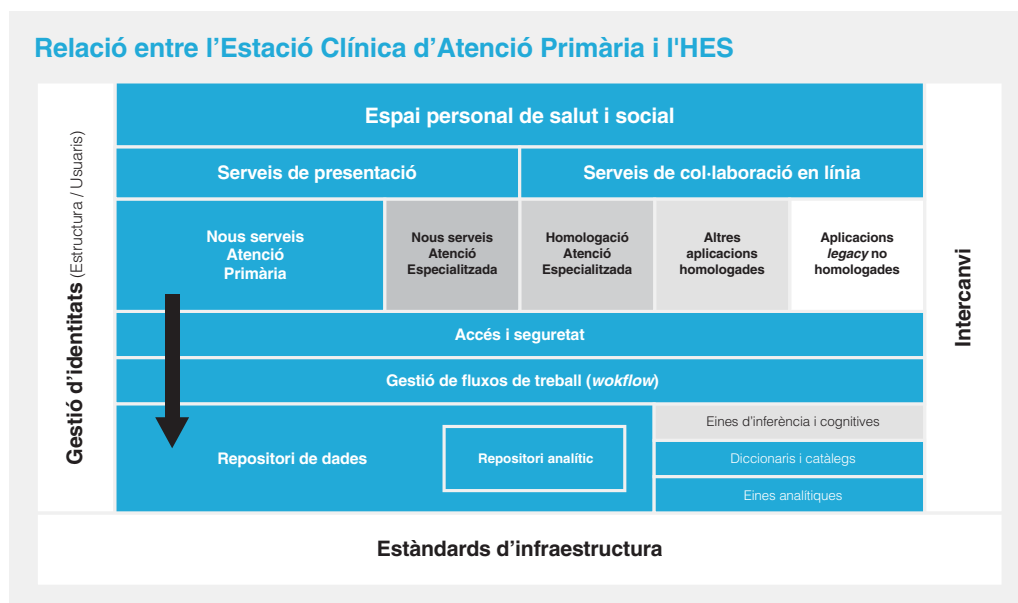 Relació entre l’Estació Clínica d’Atenció Primària i l'HES
Gestió d’identitats (Estructura / Usuaris)
Espai personal de salut i social
Serveis de presentació
Serveis de col·laboració en línia
Nous serveis
Atenció
Primària
Nous serveis
Atenció
Especialitzada
Homologació
Atenció
Especialitzada
Altres
aplicacions
homologades
Aplicacions
legacy no
homologades
Accés i seguretat
Gestió de fluxos de treball (wokflow)
Repositori de dades
Repositori analític
Eines d’inferència i cognitives
Diccionaris i catàlegs
Eines analítiques
Intercanvi
Estàndards d’infraestructura